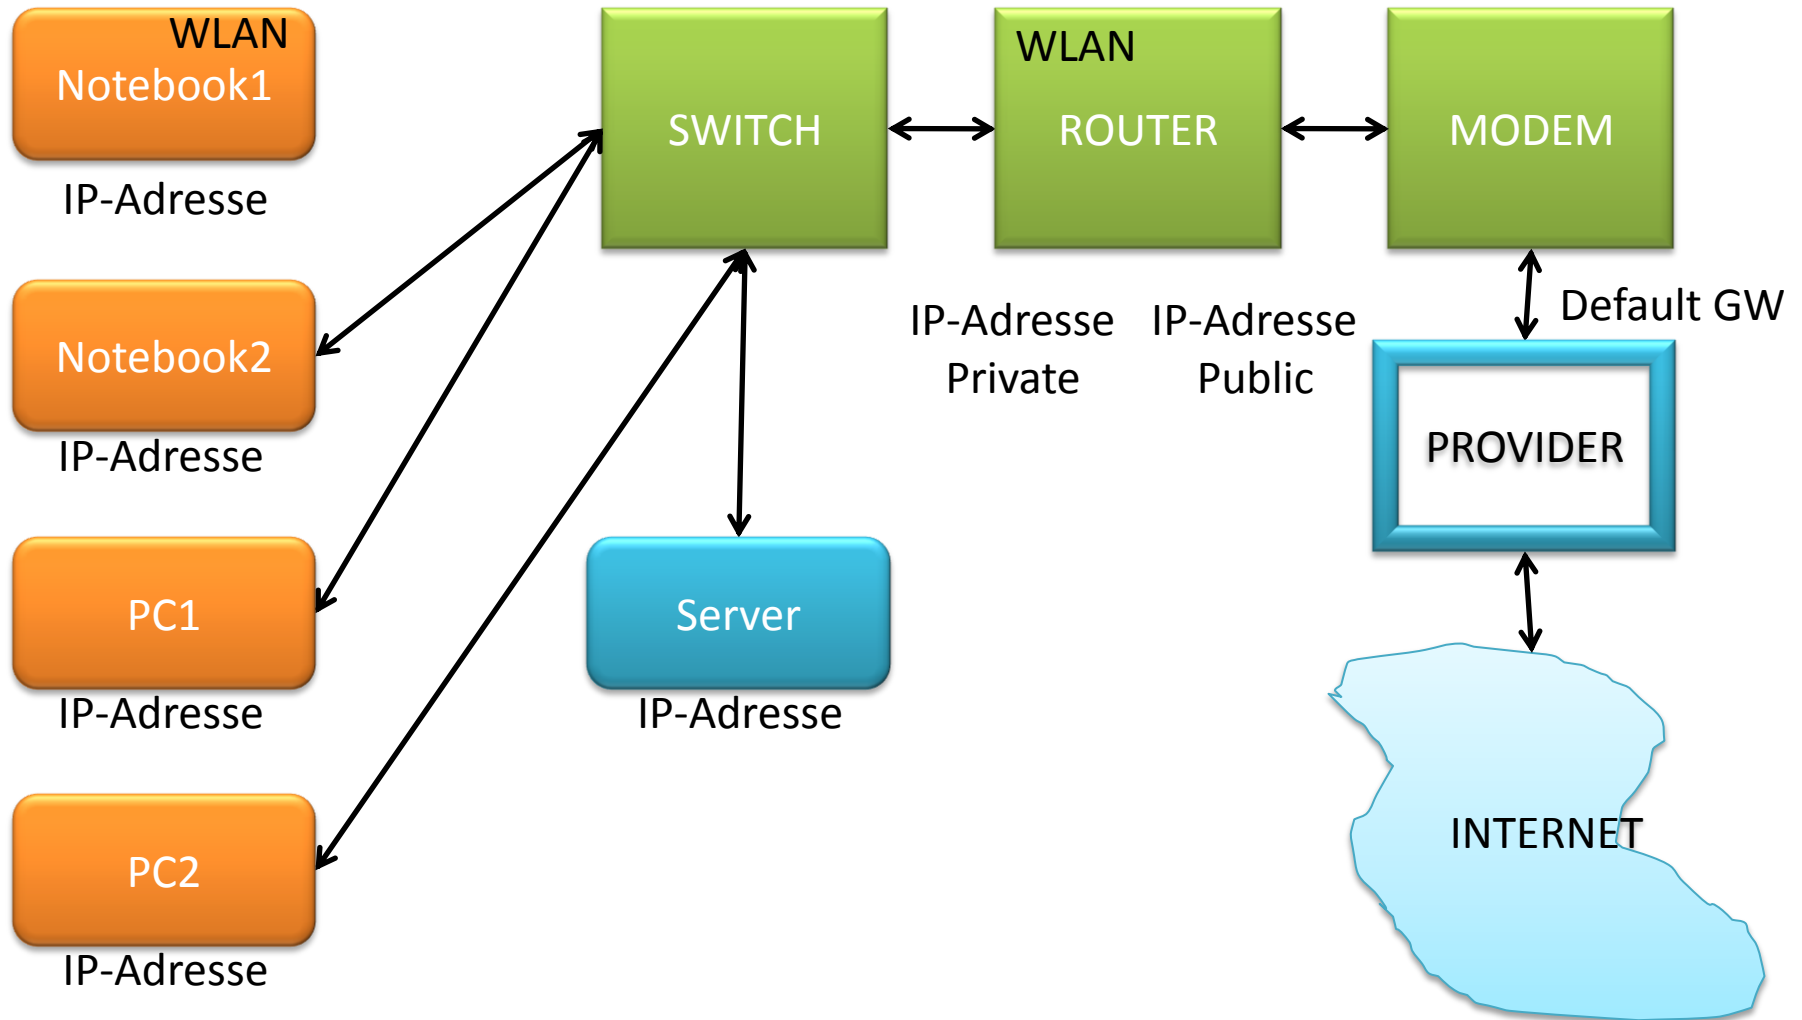 WLAN
Notebook1
IP-Adresse
Notebook2
IP-Adresse
PC1
IP-Adresse
PC2
IP-Adresse
SWITCH
Server
IP-Adresse
WLAN
ROUTER
IP-Adresse
Private
IP-Adresse
Public
MODEM
Default GW
PROVIDER
INTERNET